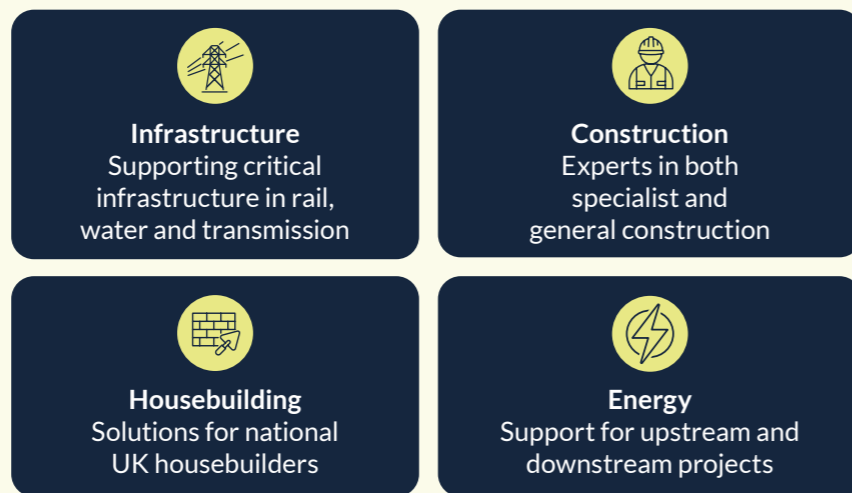 Infrastructure
Supporting critical
infrastructure in rail,
water and transmission
Construction
Experts in both
specialist and
general construction
Housebuilding
Solutions for national
UK housebuilders
Energy
Support for upstream and
downstream projects